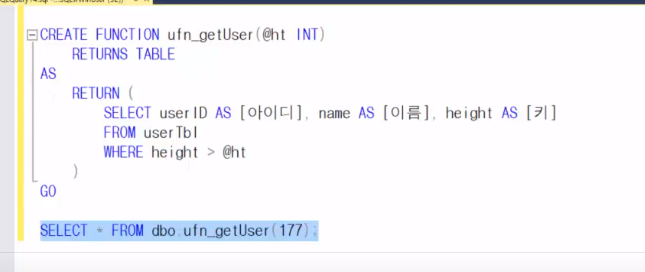 CREATE FUNCTION ufn_getUser(@ht INT)
RETURNS TABLE
AS
RETURN (
SELECT userID AS [아이디], name AS [이름], height AS [키]
FROM userTbl
WHERE height > @ht
)
GO
SELECT * FROM dbo.ufn_getUser(177);